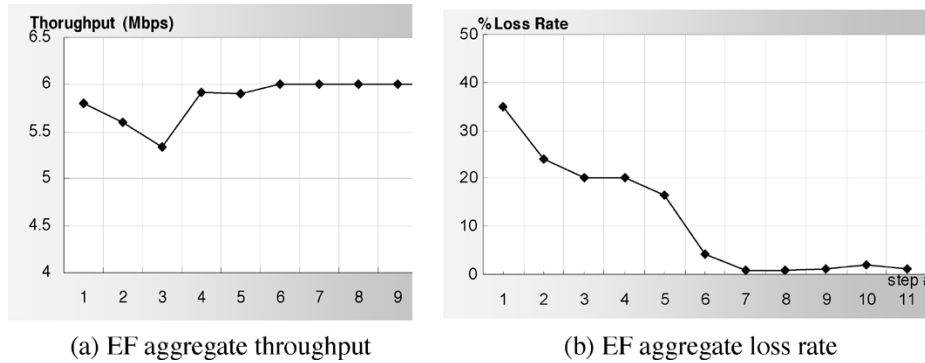 Thorughput (Mbps)
6.5
6
5.5
5
4.5
4
1 2 3 4 5 6 7 8 9
(a) EF aggregate throughput
% Loss Rate
50
40
30
20
10
0
step
1 2 3 4 5 6 7 8 9 10 11
(b) EF aggregate loss rate